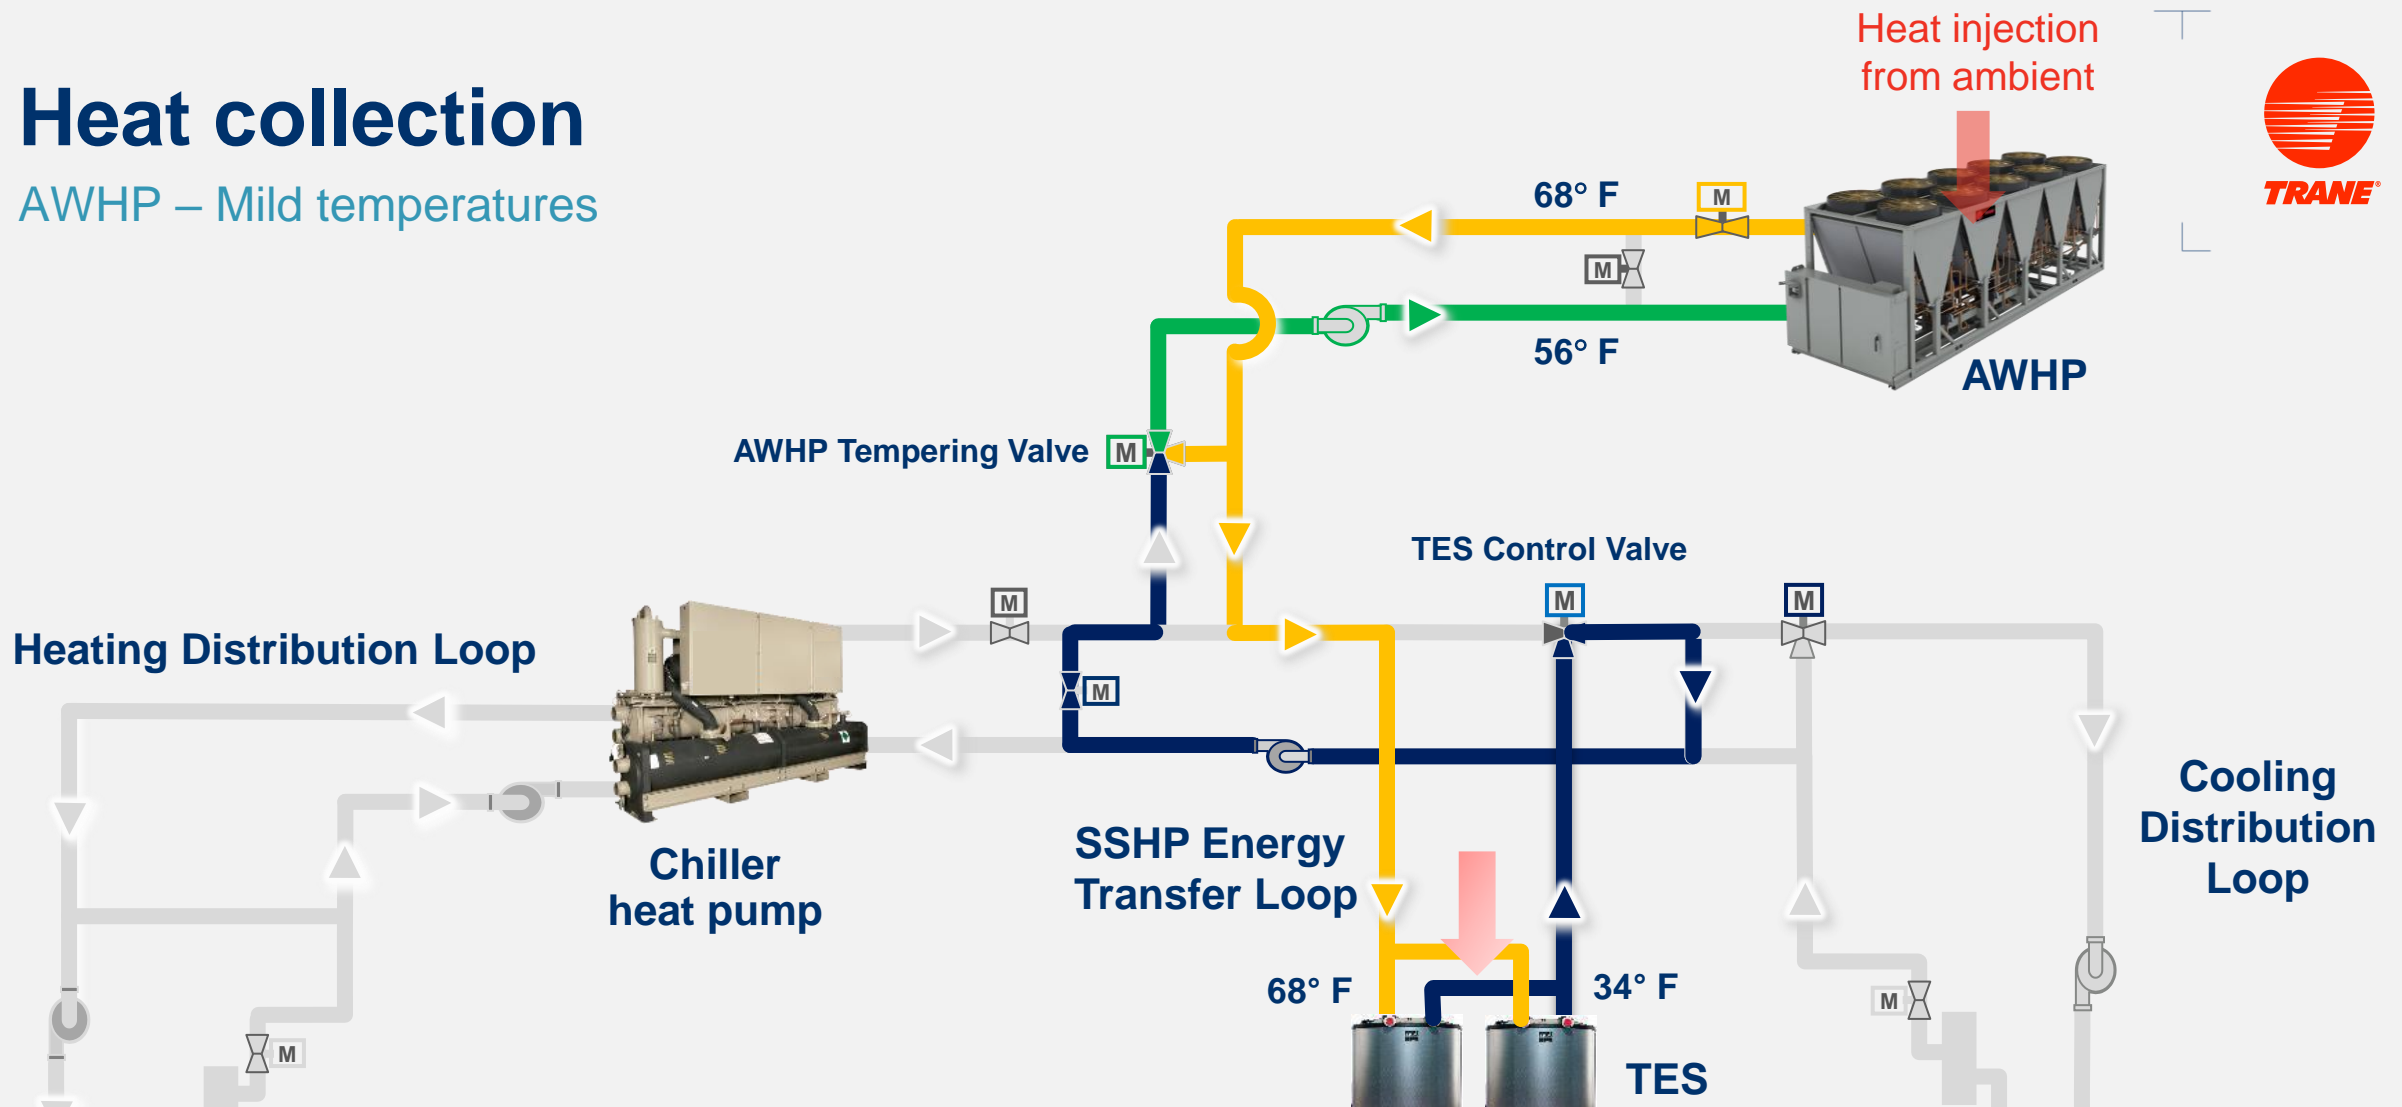 Heat injection
from ambient
Heat collection
AWHP – Mild temperatures
TRANE®
68° F
M
M
56° F
AWHP
AWHP Tempering Valve
M
TES Control Valve
M
M
M
Heating Distribution Loop
M
Cooling
Distribution
Loop
SSHP Energy
Transfer Loop
Chiller
heat pump
68° F
34° F
M
M
TES